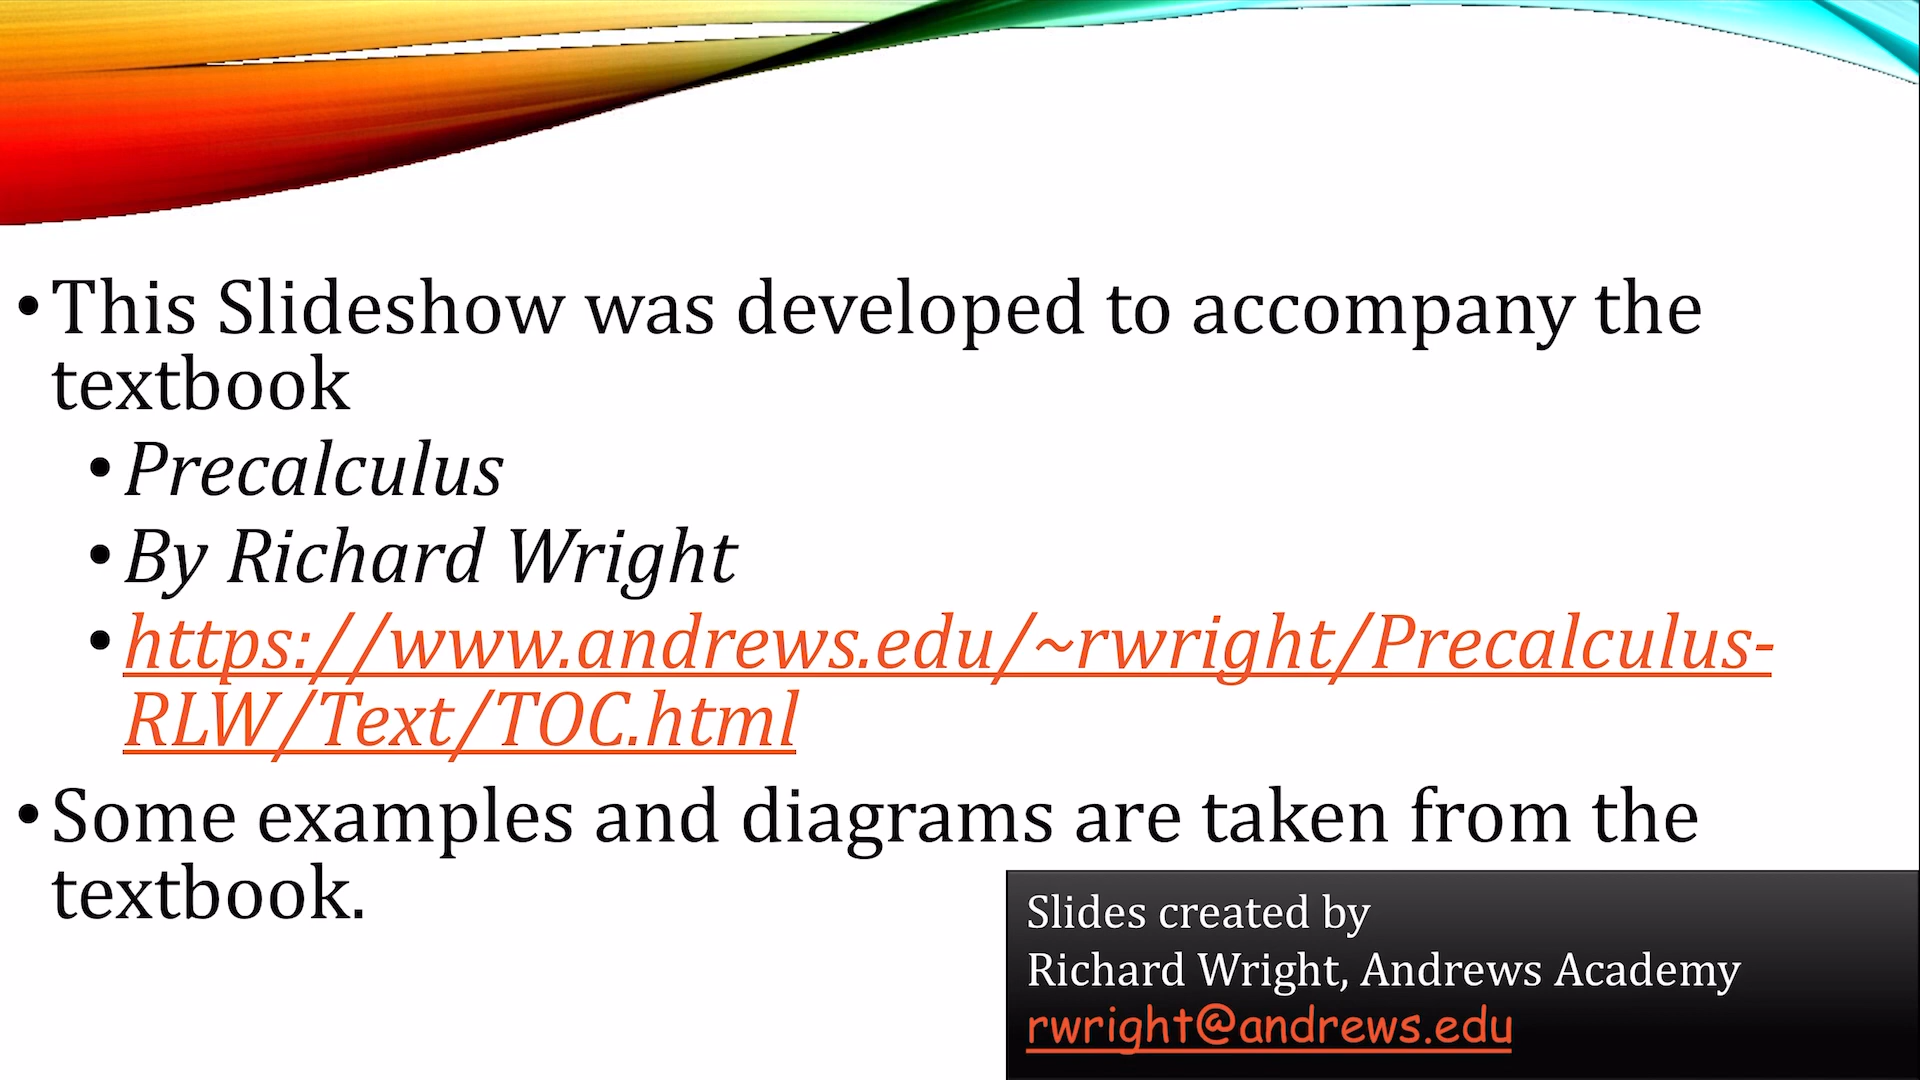 •This Slideshow was developed to accompany the
textbook
•Precalculus
•By Richard Wright
•https://www.andrews.edu/~rwright/Precalculus-
RLW/Text/TOC.html
•Some examples and diagrams are taken from the
textbook.
Slides created by
Richard Wright, Andrews Academy
rwright@andrews.edu